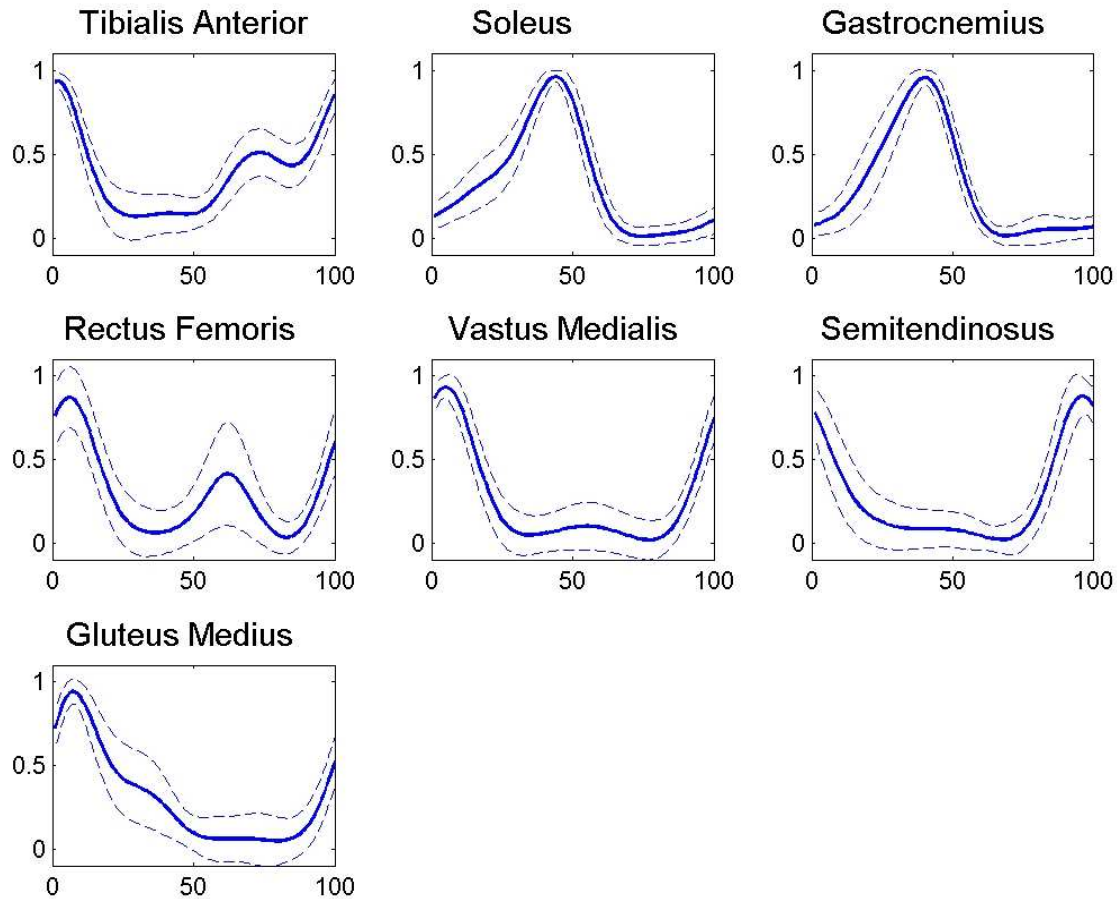 Tibialis Anterior Soleus Gastrocnemius
1 1 1
0.5 0.5 0.5
0 0 0
0 50 100 0 50 100 0 50 100
Rectus Femoris Vastus Medialis Semitendinosus
1 1 1
0.5 0.5 0.5
0 0 0
0 50 100 0 50 100 0 50 100
Gluteus Medius
1
0.5
0
0 50 100